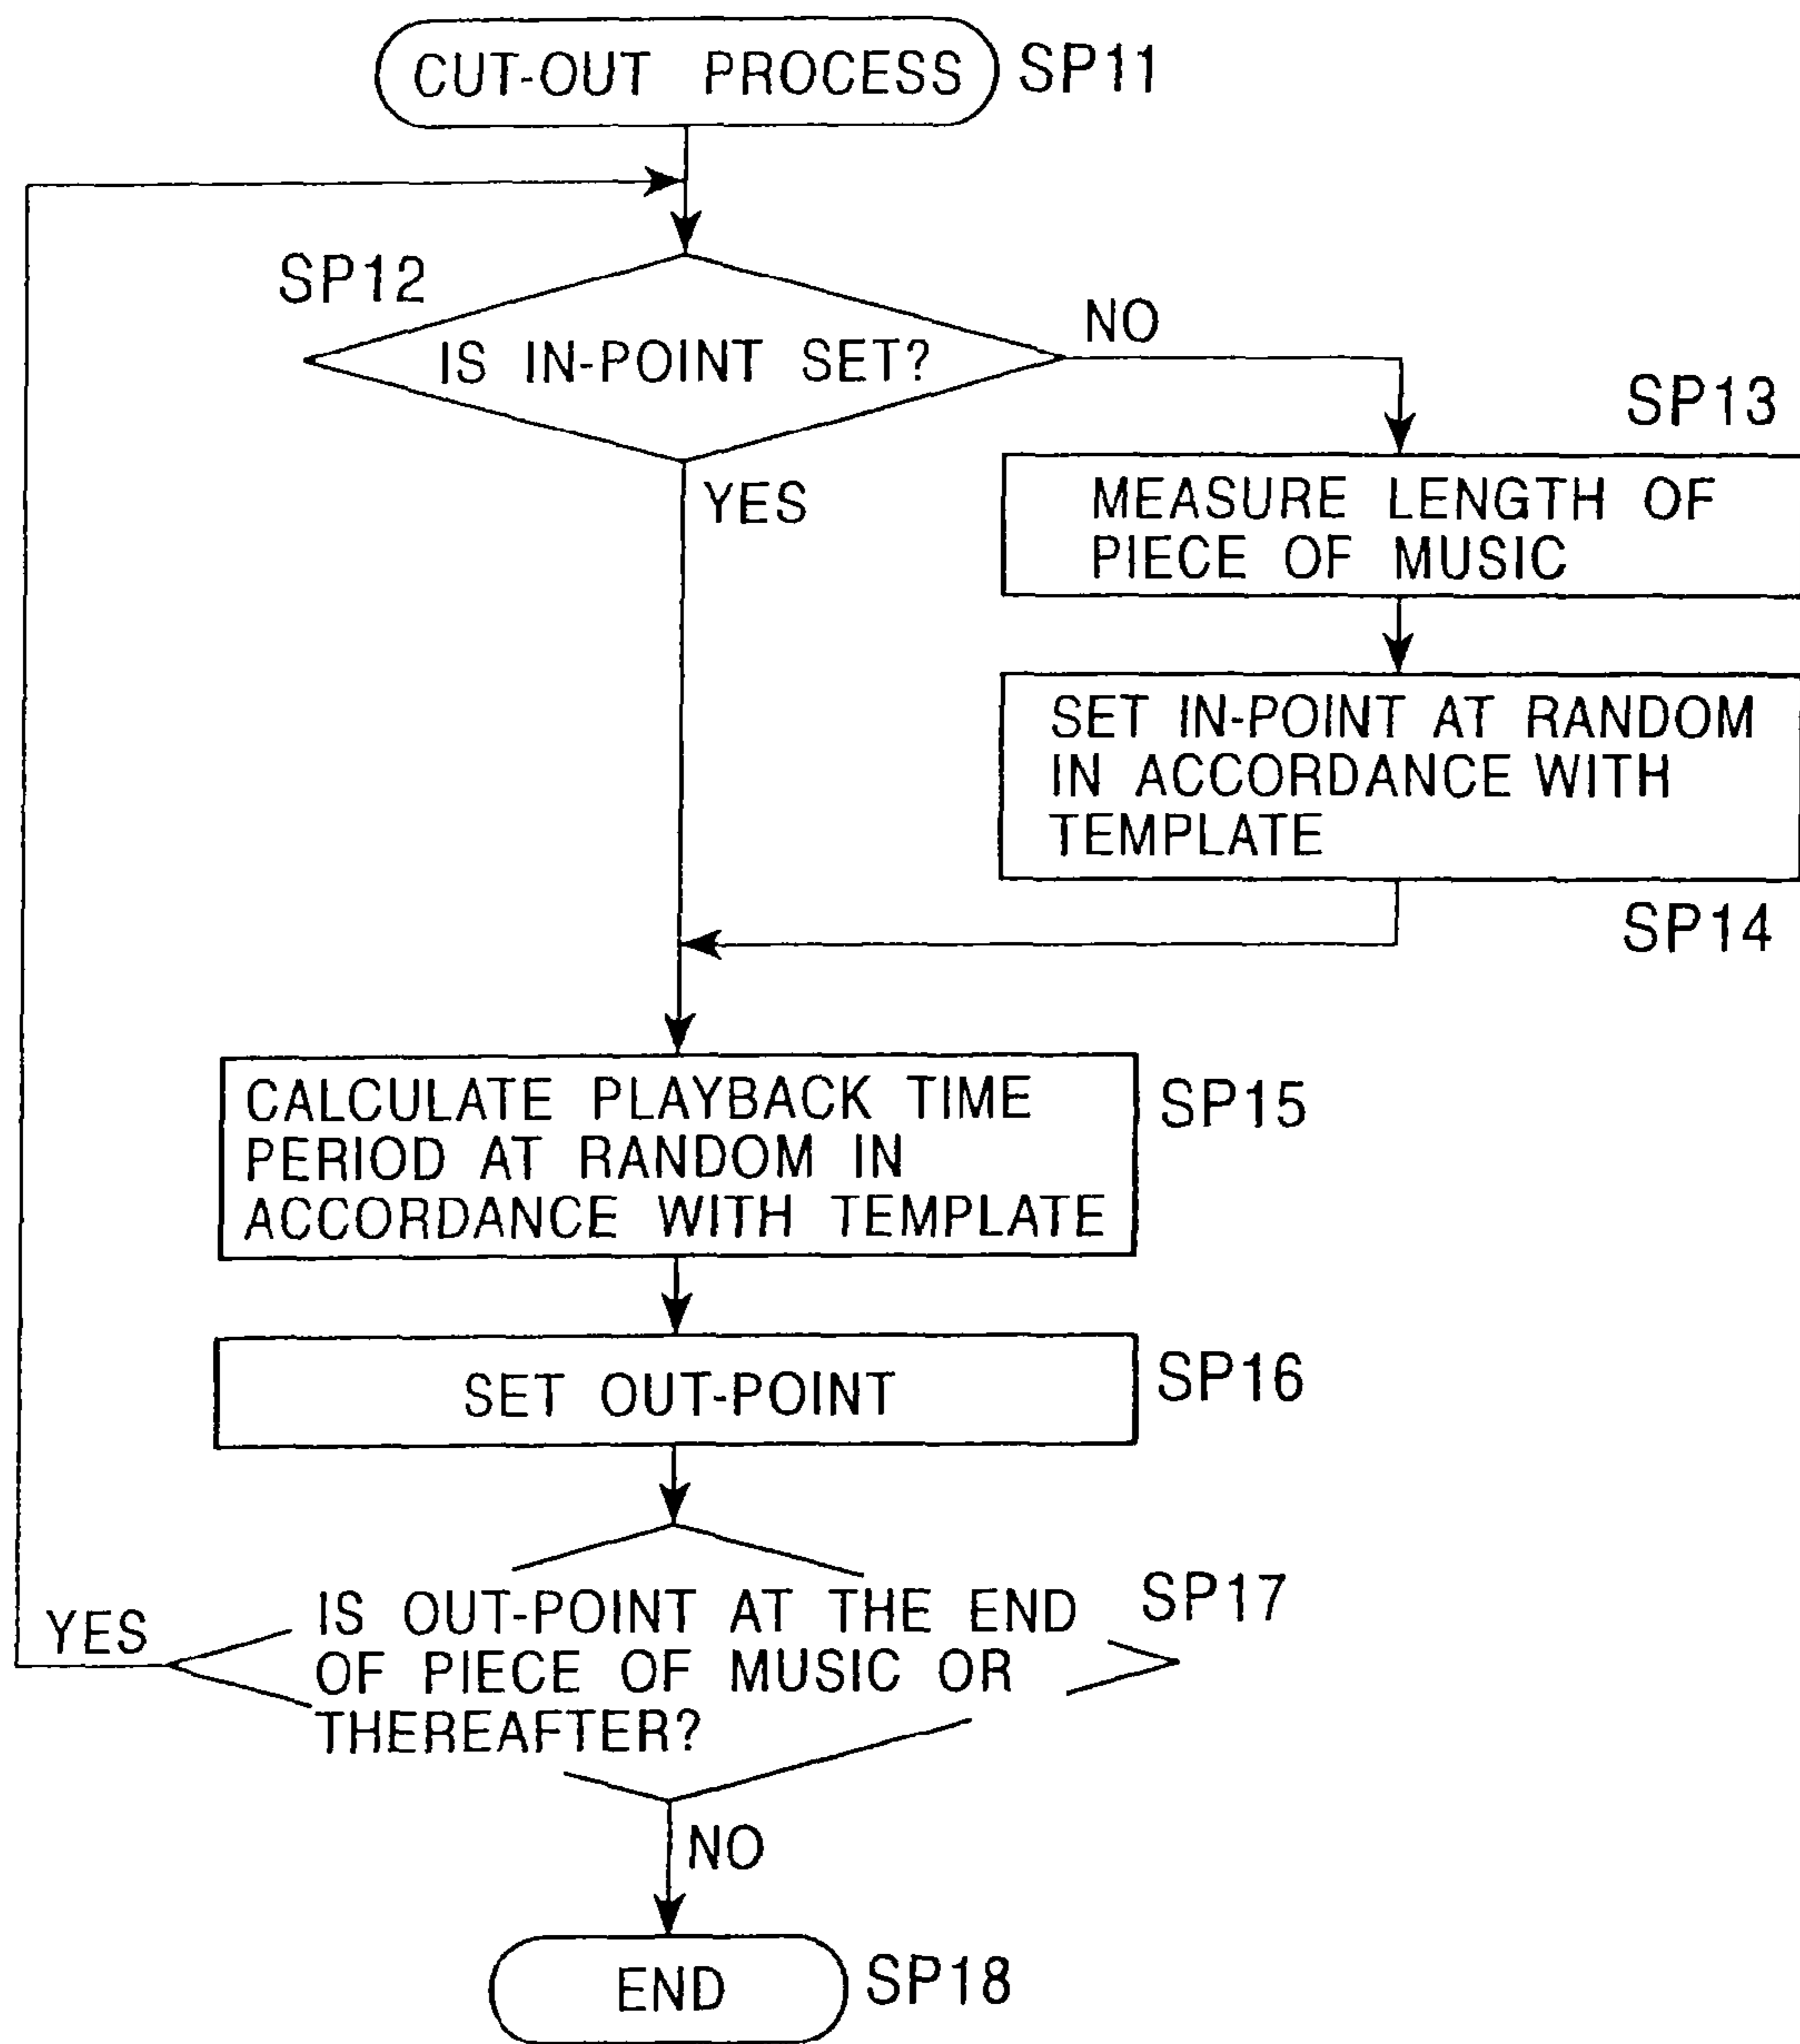 CUT-OUT PROCESS
SP11
SP12
IS IN-POINT SET?
NO
YES
SP13
MEASURE LENGTH OF
PIECE OF MUSIC
SET IN-POINT AT RANDOM
IN ACCORDANCE WITH
TEMPLATE
SP14
CALCULATE PLAYBACK TIME
PERIOD AT RANDOM IN
ACCORDANCE WITH TEMPLATE
SP15
SET OUT-POINT
SP16
IS OUT-POINT AT THE END
OF PIECE OF MUSIC OR
THEREAFTER?
SP17
YES
NO
END
SP18